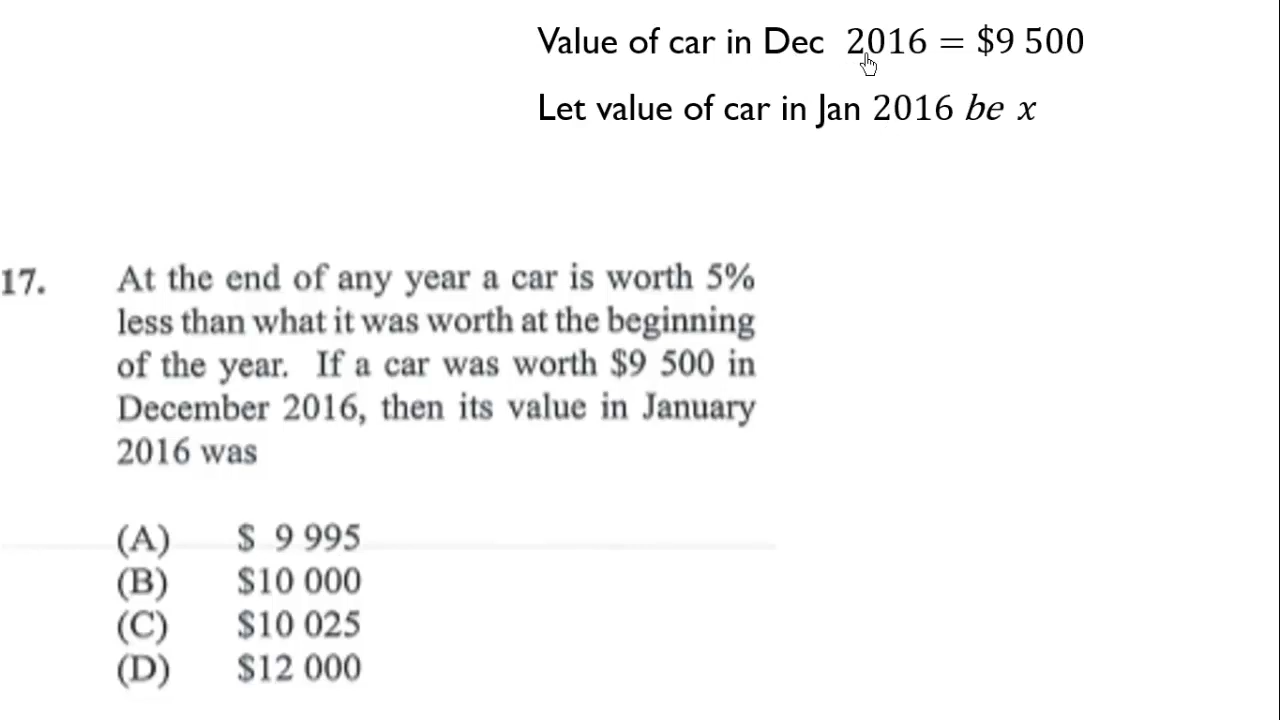 Value of car in Dec 2016 = $9 500
Let value of car in Jan 2016 be x
17. At the end of any year a car is worth 5%
less than what it was worth at the beginning
of the year. If a car was worth $9 500 in
December 2016, then its value in January
2016 was
(A) $ 9 995
(B) $10 000
(C) $10 025
(D) $12 000